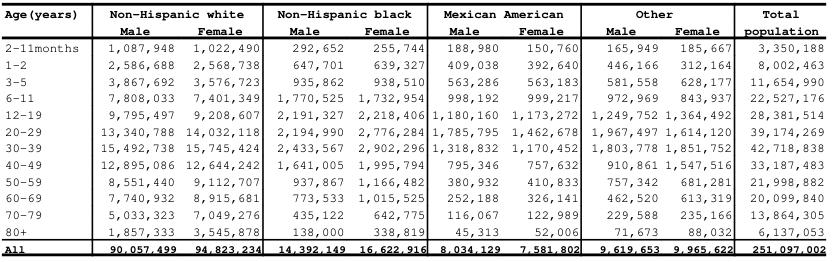 Age(years) Non-Hispanic white Non-Hispanic black Mexican American Other Total
Male Female Male Female Male Female Male Female population
2-11months 1,087,948 1,022,490 292,652 255,744 188,980 150,760 165,949 185,667 3,350,188
1-2 2,586,688 2,568,738 647,701 639,327 409,038 392,640 446,166 312,164 8,002,463
3-5 3,867,692 3,576,723 935,862 938,510 563,286 563,183 581,558 628,177 11,654,990
6-11 7,808,033 7,401,349 1,770,525 1,732,954 998,192 999,217 972,969 843,937 22,527,176
12-19 9,795,497 9,208,607 2,191,327 2,218,406 1,180,160 1,173,272 1,249,752 1,364,492 28,381,514
20-29 13,340,788 14,032,118 2,194,990 2,776,284 1,785,795 1,462,678 1,967,497 1,614,120 39,174,269
30-39 15,492,738 15,745,424 2,433,567 2,902,296 1,318,832 1,170,452 1,803,778 1,851,752 42,718,838
40-49 12,895,086 12,644,242 1,641,005 1,995,794 795,346 757,632 910,861 1,547,516 33,187,483
50-59 8,551,440 9,112,707 937,867 1,166,482 380,932 410,833 757,342 681,281 21,998,882
60-69 7,740,932 8,915,681 773,533 1,015,525 252,188 326,141 462,520 613,319 20,099,840
70-79 5,033,323 7,049,276 435,122 642,775 116,067 122,989 229,588 235,166 13,864,305
80+ 1,857,333 3,545,878 138,000 338,819 45,313 52,006 71,673 88,032 6,137,053
All 90,057,499 94,823,234 14,392,149 16,622,916 8,034,129 7,581,802 9,619,653 9,965,622 251,097,002